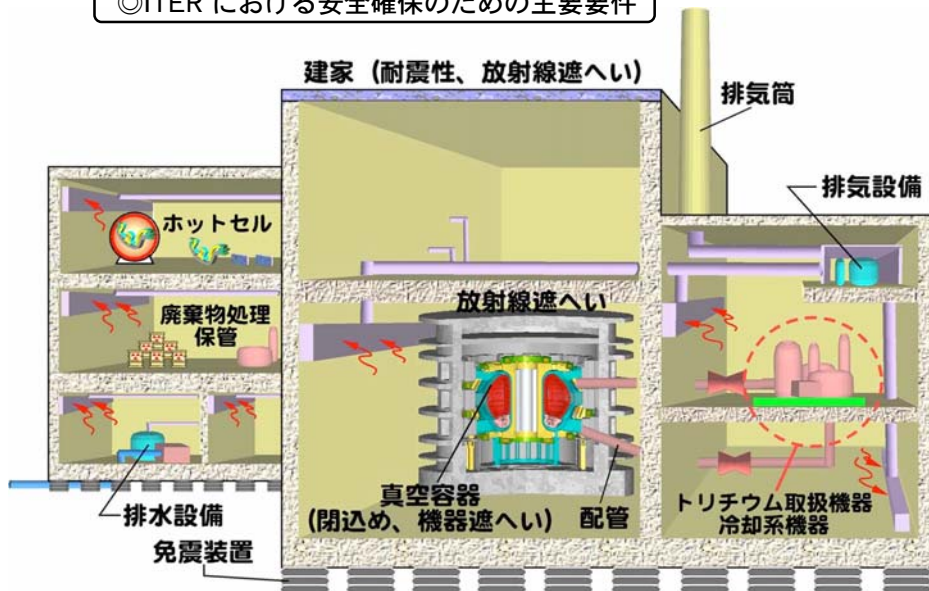 ◎ITER における安全確保のための主要要件
建家（耐震性、放射線遮へい）
排気筒
排気設備
ホットセル
放射線遮へい
廃棄物処理
保管
真空容器
(閉込め、機器遮へい)
配管
トリチウム取扱機器
冷却系機器
排水設備
免震装置